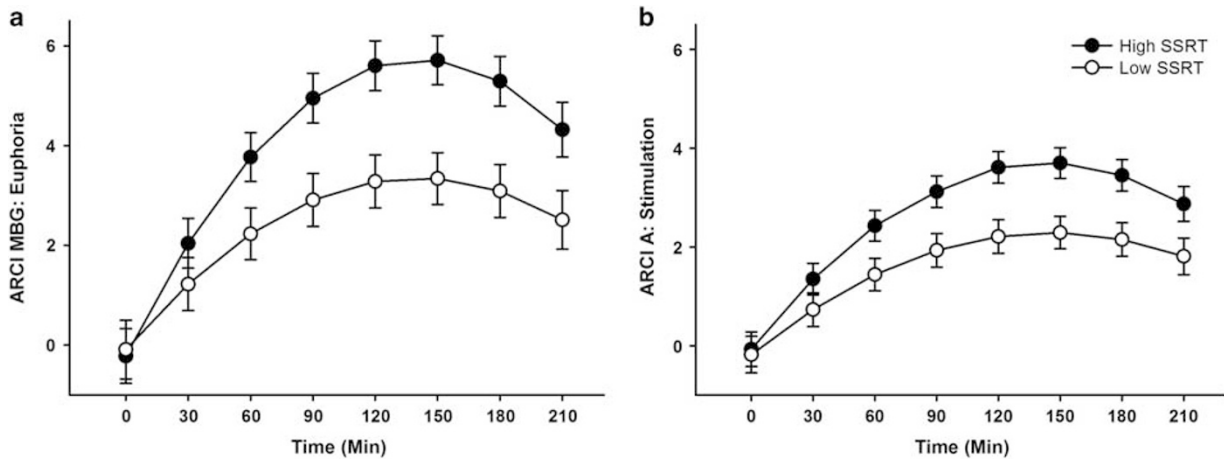 a
ARCI MBG: Euphoria
6
4
2
0
0 30 60 90 120 150 180 210
Time (Min)
b
High SSRT
Low SSRT
ARCI A: Stimulation
6
4
2
0
0 30 60 90 120 150 180 210
Time (Min)